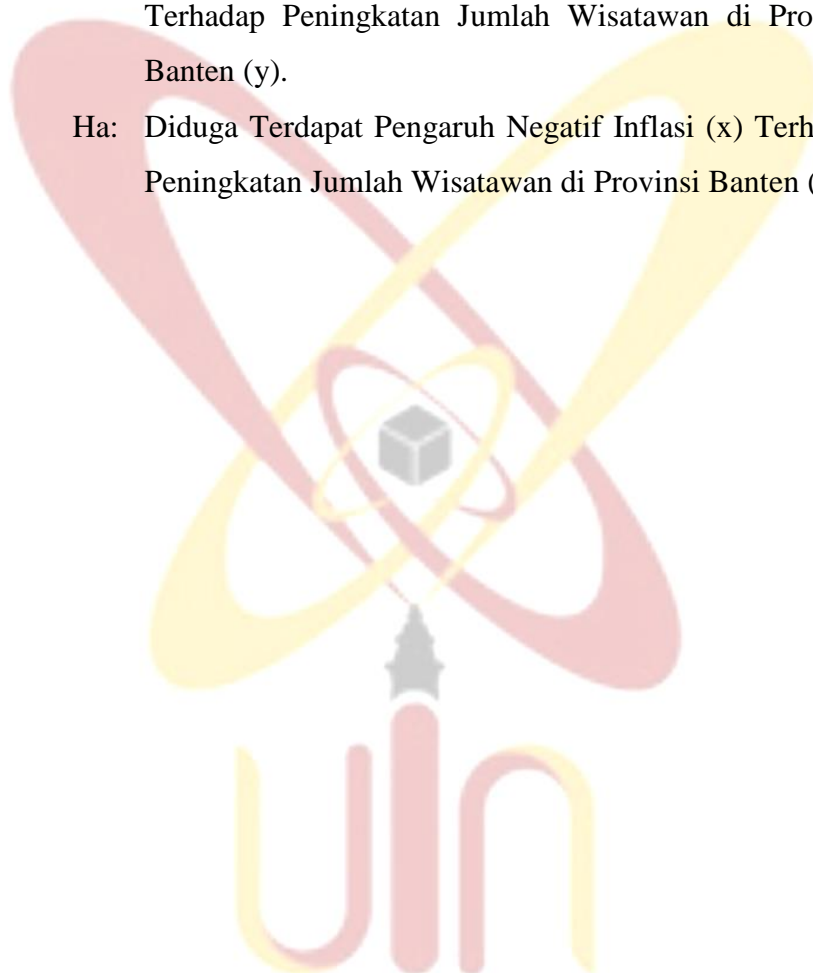 Terhadap Peningkatan Jumlah Wisatawan di Pro
Banten (y).
Ha: Diduga Terdapat Pengaruh Negatif Inflasi (x) Terh
Peningkatan Jumlah Wisatawan di Provinsi Banten (
uin